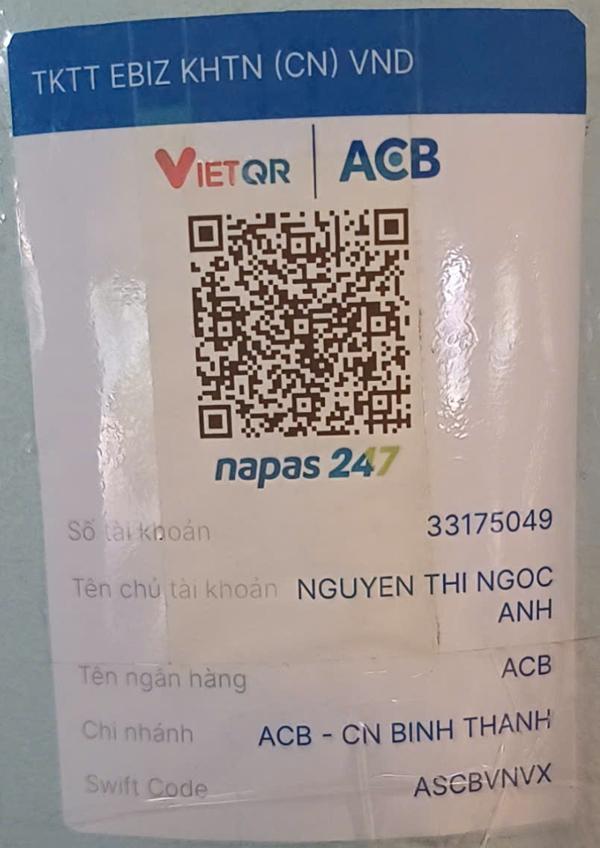 TKTT EBIZ KHTN (CN) VND
VIETQR | ACB
napas 247
Số tài khoản 33175049
Tên chủ tài khoản NGUYEN THI NGOC
ANH
Tên ngân hàng ACB
Chi nhánh ACB - CN BINH THANH
Swift Code ASCBVNVX